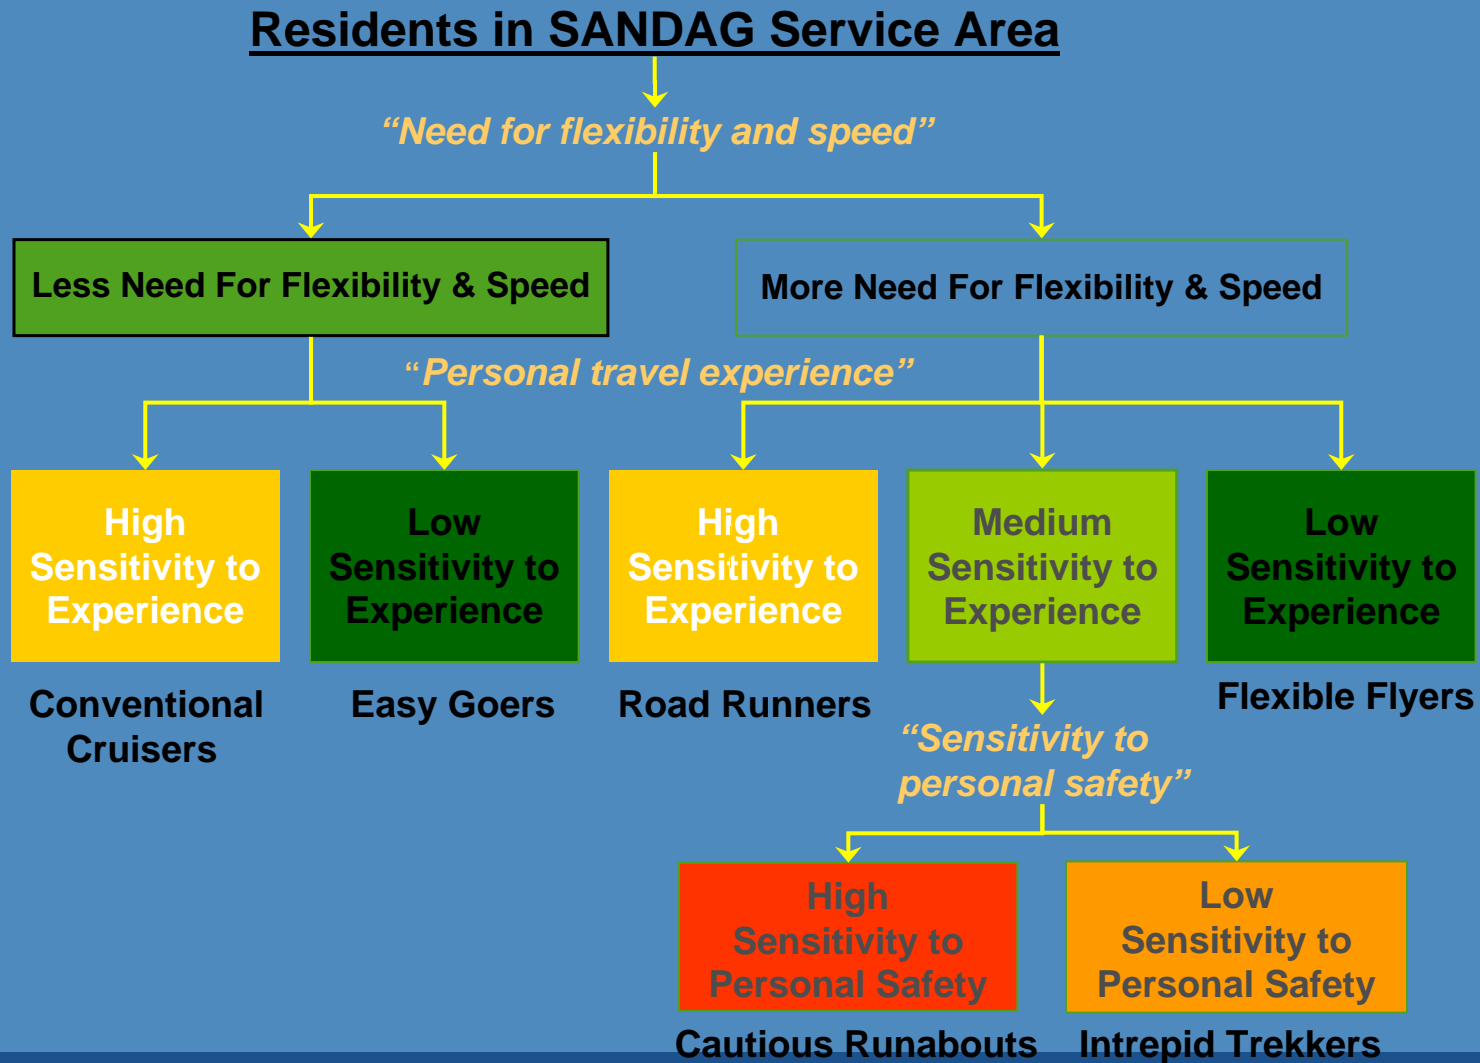 Residents in SANDAG Service Area
“Need for flexibility and speed”
Less Need For Flexibility & Speed
More Need For Flexibility & Speed
“Personal travel experience”
High
Sensitivity to
Experience
Low
Sensitivity to
Experience
High
Sensitivity to
Experience
Medium
Sensitivity to
Experience
Low
Sensitivity to
Experience
Conventional
Cruisers
Easy Goers
Road Runners
Flexible Flyers
“Sensitivity to
personal safety”
High
Sensitivity to
Personal Safety
Low
Sensitivity to
Personal Safety
Cautious Runabouts
Intrepid Trekkers